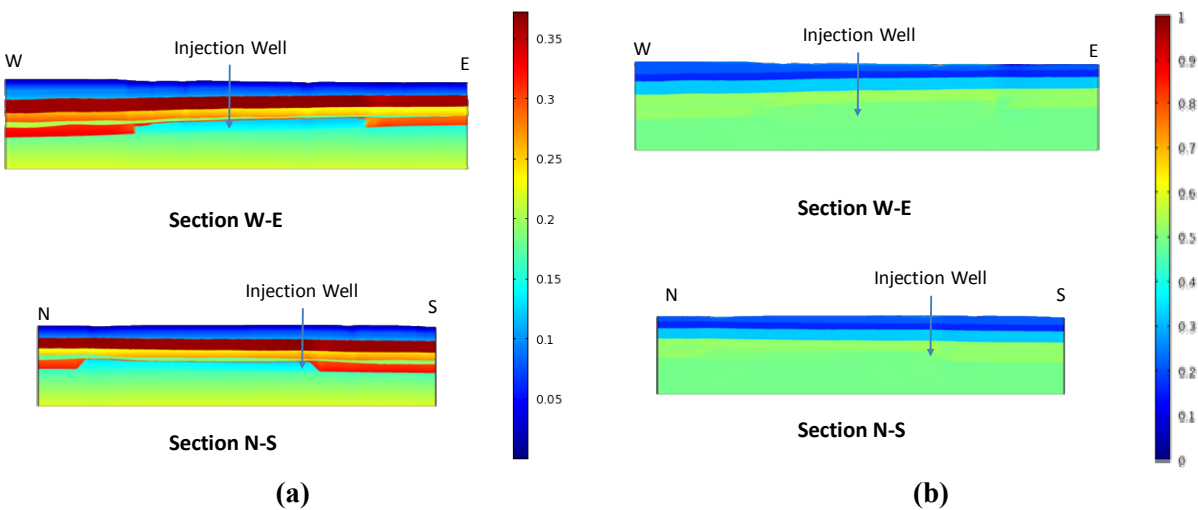 Injection Well
W
E
Section W-E
Injection Well
N
S
Section N-S
0.35
0.3
0.25
0.2
0.15
0.1
0.05
(a)
Injection Well
W
E
Section W-E
Injection Well
N
S
Section N-S
1
0.9
0.8
0.7
0.6
0.5
0.4
0.3
0.2
0.1
0
(b)